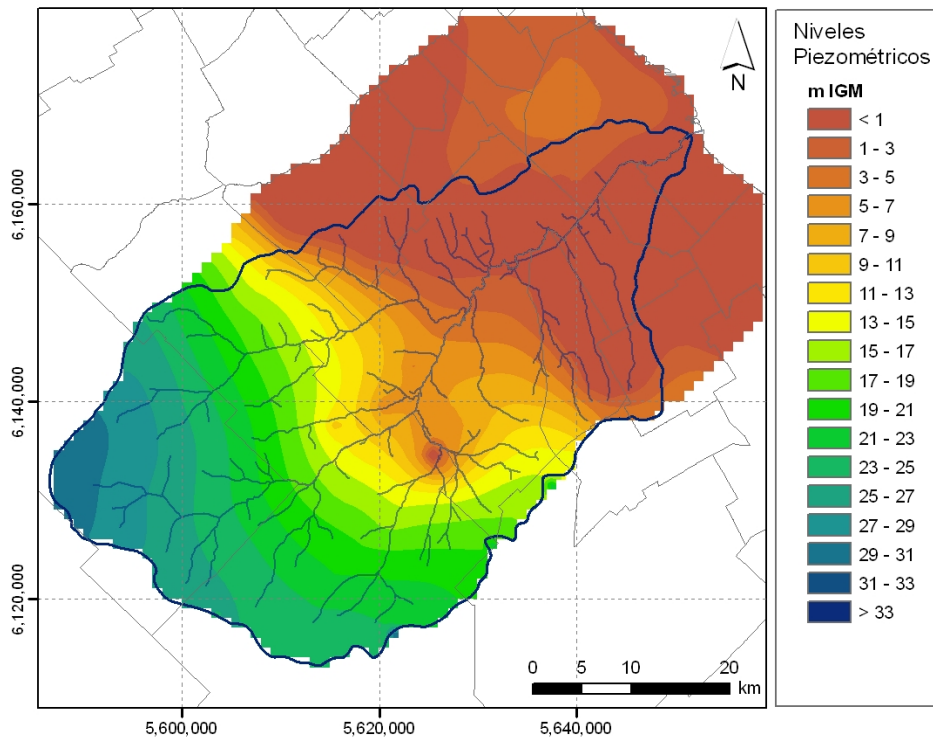 Niveles
Piezométricos
m IGM
< 1
1 - 3
3 - 5
5 - 7
7 - 9
9 - 11
11 - 13
13 - 15
15 - 17
17 - 19
19 - 21
21 - 23
23 - 25
25 - 27
27 - 29
29 - 31
31 - 33
> 33
N
6,160,000
6,140,000
6,120,000
0 5 10 20
km
5,600,000 5,620,000 5,640,000